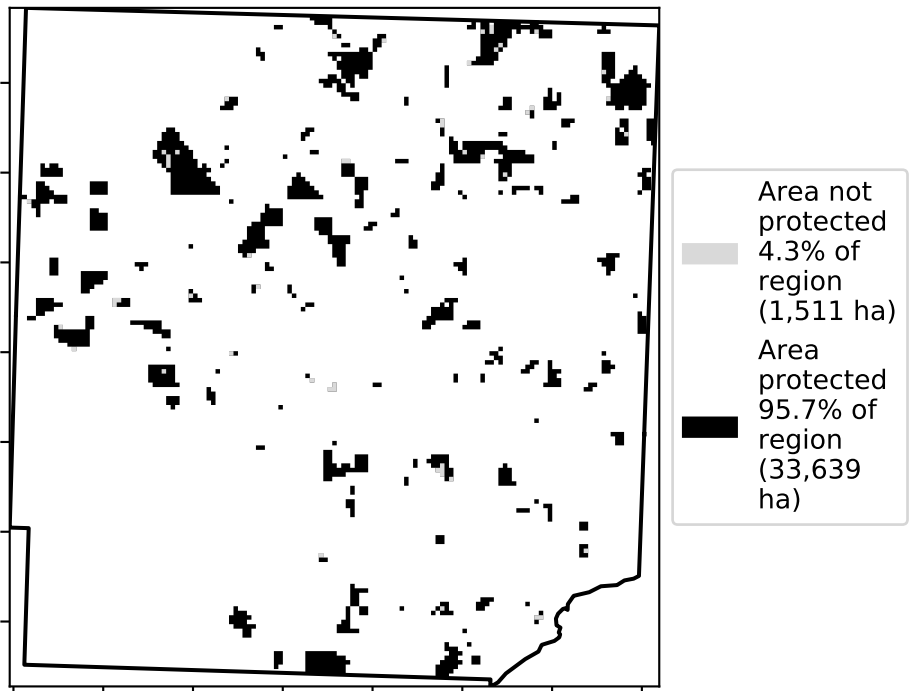 Area not
protected
4.3% of
region
(1,511 ha)
Area
protected
95.7% of
region
(33,639
ha)